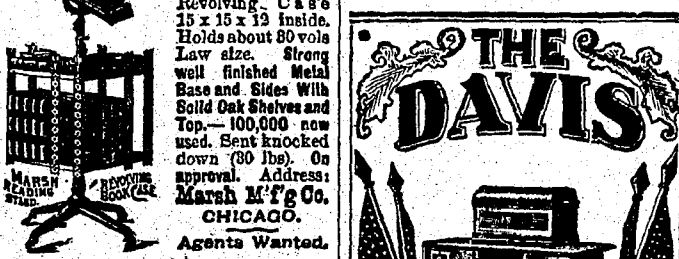 Revolving Case
15 x 15 x 12 inside.
Holds about 80 vols
Law size. Strong
well finished Metal
Base and Sides With
Solid Oak Shelves and
Top.— 100,000 now
used. Sent knocked
down (30 lbs). On
approval. Address:
Marsh M'f'g Co.
CHICAGO.
Agents Wanted.
MARSH
READING
STAND.
REVOLVING
BOOK CASE
THE
DAVIS